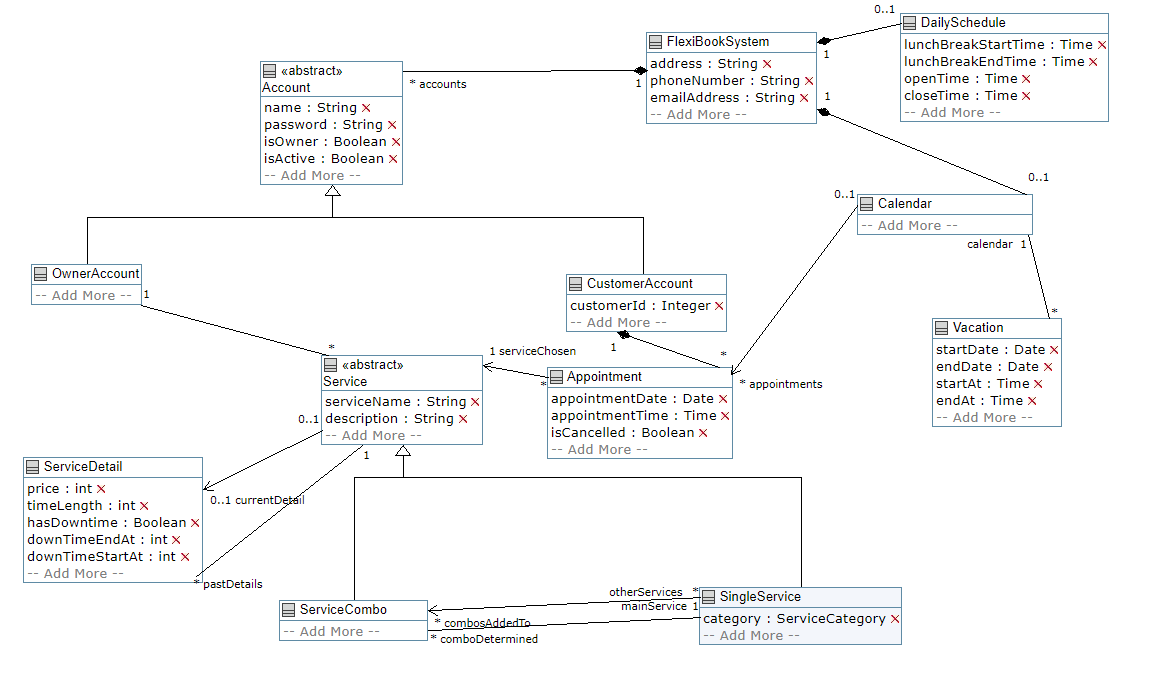 0..1
DailySchedule
lunchBreakStartTime : Time ×
lunchBreakEndTime : Time ×
openTime : Time ×
closeTime : Time ×
-- Add More --
FlexiBookSystem
address : String ×
phoneNumber : String ×
emailAddress : String ×
-- Add More --
1
1
1
* accounts
«abstract»
Account
name : String ×
password : String ×
isOwner : Boolean ×
isActive : Boolean ×
-- Add More --
0..1
0..1
Calendar
-- Add More --
calendar 1
*
Vacation
startDate : Date ×
endDate : Date ×
startAt : Time ×
endAt : Time ×
-- Add More --
OwnerAccount
-- Add More --
1
*
CustomerAccount
customerId : Integer ×
-- Add More --
1
*
* appointments
1 serviceChosen
*
Appointment
appointmentDate : Date ×
appointmentTime : Time ×
isCancelled : Boolean ×
-- Add More --
«abstract»
Service
serviceName : String ×
description : String ×
-- Add More --
0..1
1
ServiceDetail
price : int ×
timeLength : int ×
hasDowntime : Boolean ×
downTimeEndAt : int ×
downTimeStartAt : int ×
-- Add More --
0..1 currentDetail
* pastDetails
ServiceCombo
-- Add More --
otherServices *
mainService 1
* combosAddedTo
* comboDetermined
SingleService
category : ServiceCategory ×
-- Add More --